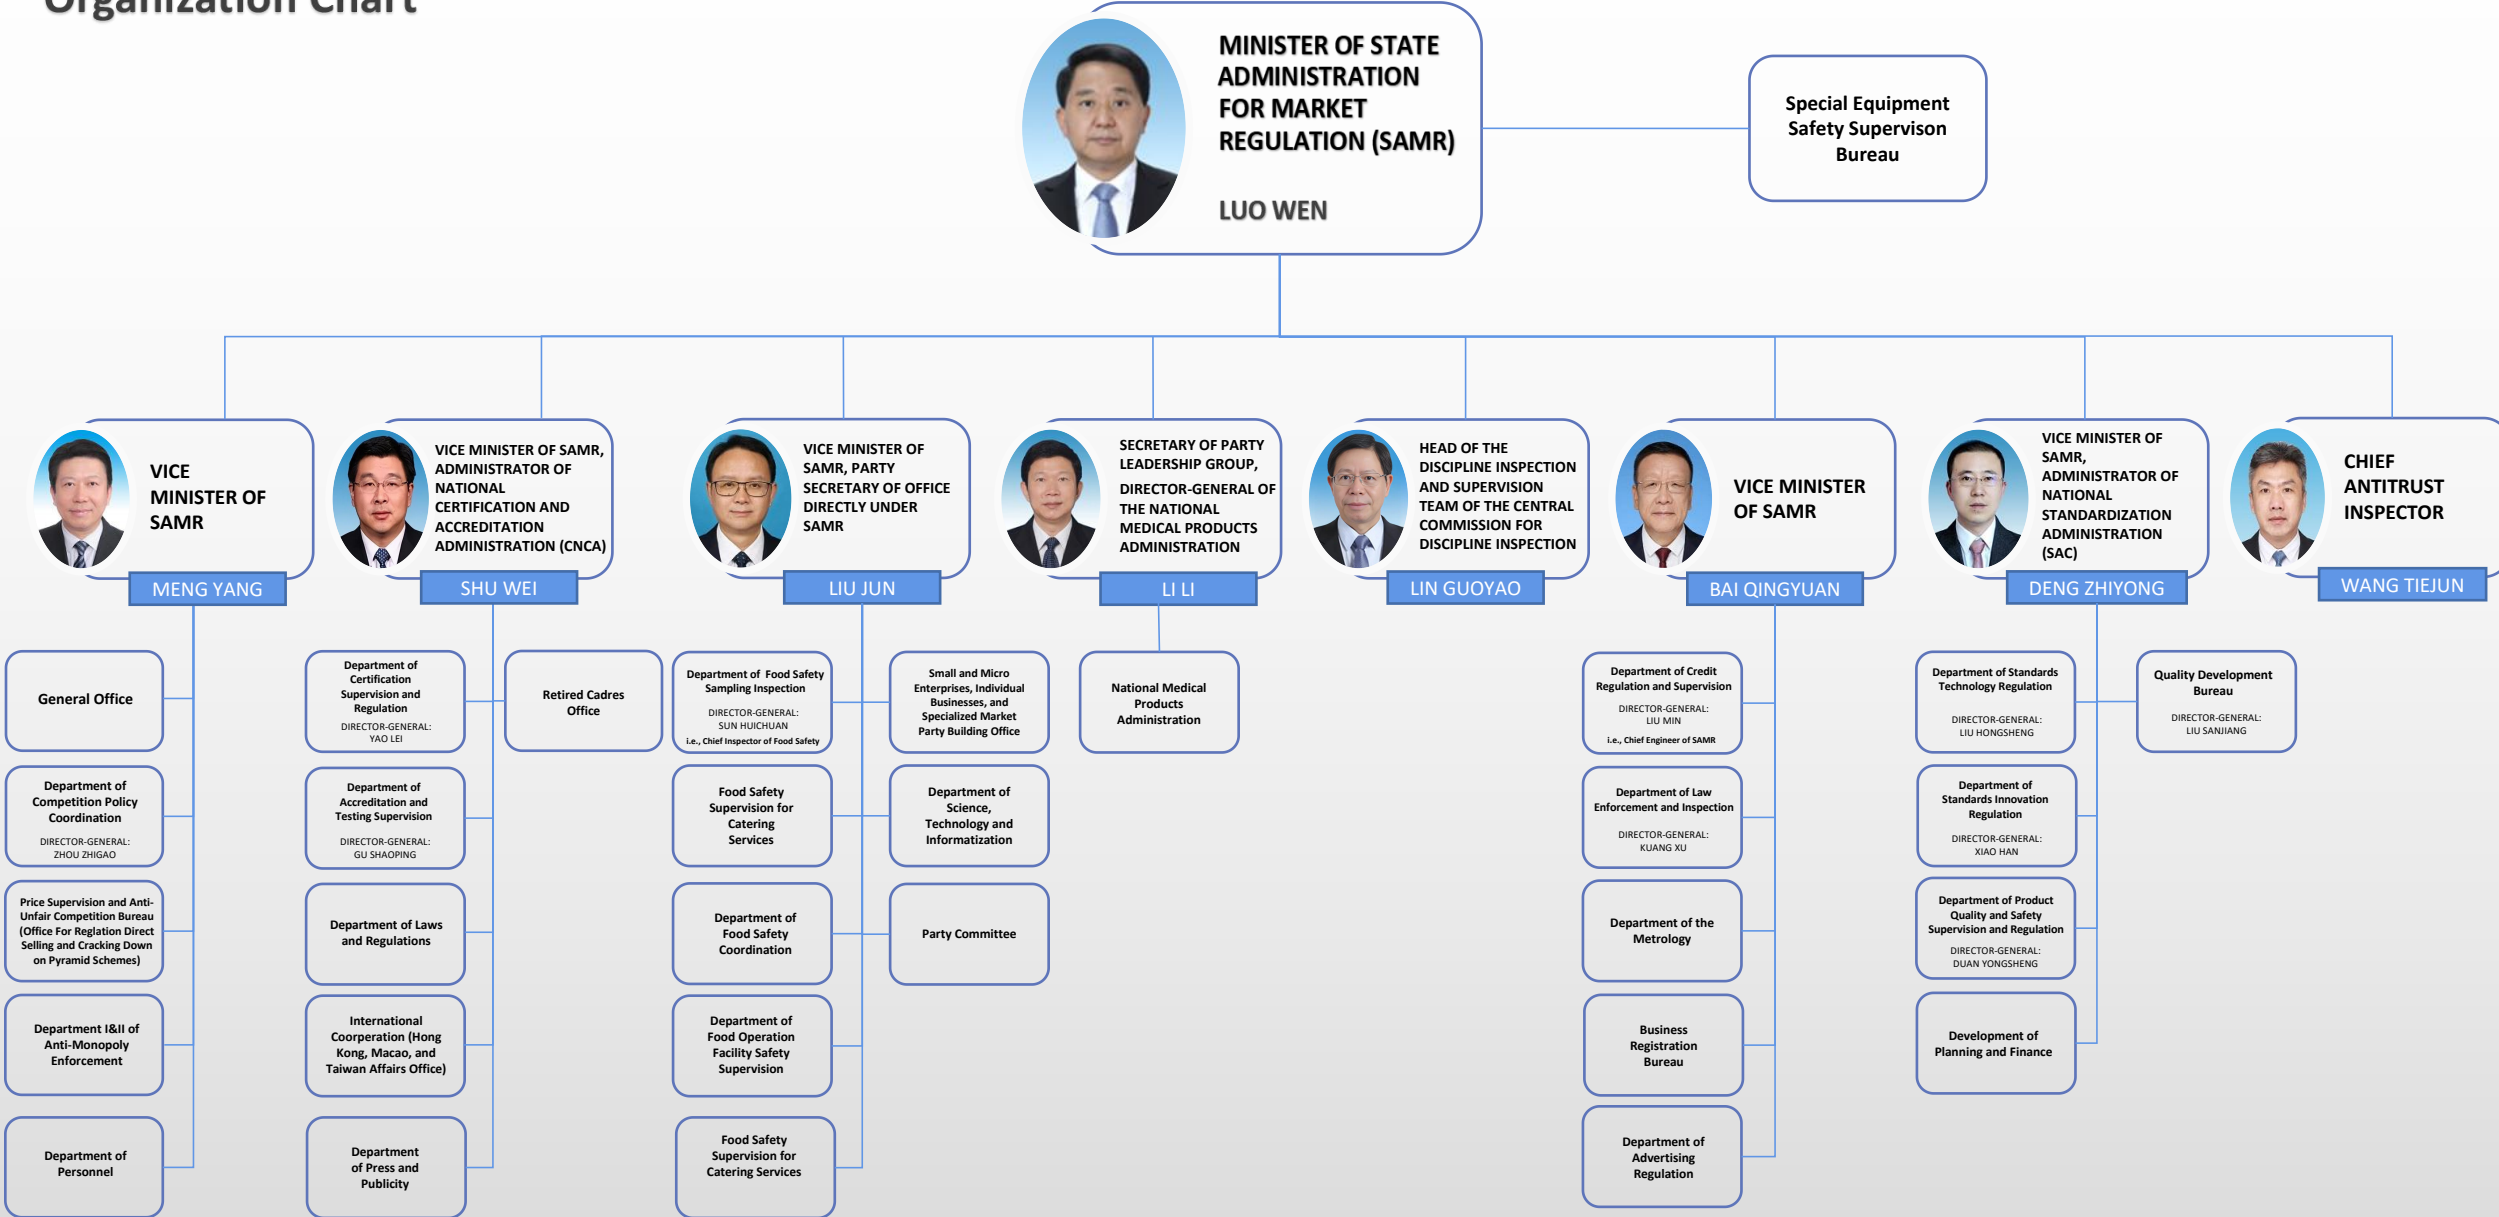 Organization Chart
MINISTER OF STATE
ADMINISTRATION
FOR MARKET
REGULATION (SAMR)
LUO WEN
Special Equipment
Safety Supervison
Bureau
VICE
MINISTER OF
SAMR
MENG YANG
VICE MINISTER OF SAMR,
ADMINISTRATOR OF
NATIONAL
CERTIFICATION AND
ACCREDITATION
ADMINISTRATION (CNCA)
SHU WEI
VICE MINISTER OF
SAMR, PARTY
SECRETARY OF OFFICE
DIRECTLY UNDER
SAMR
LIU JUN
SECRETARY OF PARTY
LEADERSHIP GROUP,
DIRECTOR-GENERAL OF
THE NATIONAL
MEDICAL PRODUCTS
ADMINISTRATION
LI LI
HEAD OF THE
DISCIPLINE INSPECTION
AND SUPERVISION
TEAM OF THE CENTRAL
COMMISSION FOR
DISCIPLINE INSPECTION
LIN GUOYAO
VICE MINISTER
OF SAMR
BAI QINGYUAN
VICE MINISTER OF
SAMR,
ADMINISTRATOR OF
NATIONAL
STANDARDIZATION
ADMINISTRATION
(SAC)
DENG ZHIYONG
CHIEF
ANTITRUST
INSPECTOR
WANG TIEJUN
General Office
Department of
Competition Policy
Coordination
DIRECTOR-GENERAL:
ZHOU ZHIGAO
Price Supervision and Anti-
Unfair Competition Bureau
(Office For Reglation Direct
Selling and Cracking Down
on Pyramid Schemes)
Department I&II of
Anti-Monopoly
Enforcement
Department of
Personnel
Department of
Certification
Supervision and
Regulation
DIRECTOR-GENERAL:
YAO LEI
Retired Cadres
Office
Department of
Accreditation and
Testing Supervision
DIRECTOR-GENERAL:
GU SHAOPING
Department of Laws
and Regulations
International
Coorperation (Hong
Kong, Macao, and
Taiwan Affairs Office)
Department
of Press and
Publicity
Department of Food Safety
Sampling Inspection
DIRECTOR-GENERAL:
SUN HUICHUAN
i.e., Chief Inspector of Food Safety
Small and Micro
Enterprises, Individual
Businesses, and
Specialized Market
Party Building Office
Food Safety
Supervision for
Catering
Services
Department of
Science,
Technology and
Informatization
Department of
Food Safety
Coordination
Party Committee
Department of
Food Operation
Facility Safety
Supervision
Food Safety
Supervision for
Catering Services
National Medical
Products
Administration
Department of Credit
Regulation and Supervision
DIRECTOR-GENERAL:
LIU MIN
i.e., Chief Engineer of SAMR
Department of Law
Enforcement and Inspection
DIRECTOR-GENERAL:
KUANG XU
Department of the
Metrology
Business
Registration
Bureau
Department of
Advertising
Regulation
Department of Standards
Technology Regulation
DIRECTOR-GENERAL:
LIU HONGSHENG
Quality Development
Bureau
DIRECTOR-GENERAL:
LIU SANJIANG
Department of
Standards Innovation
Regulation
DIRECTOR-GENERAL:
XIAO HAN
Department of Product
Quality and Safety
Supervision and Regulation
DIRECTOR-GENERAL:
DUAN YONGSHENG
Development of
Planning and Finance